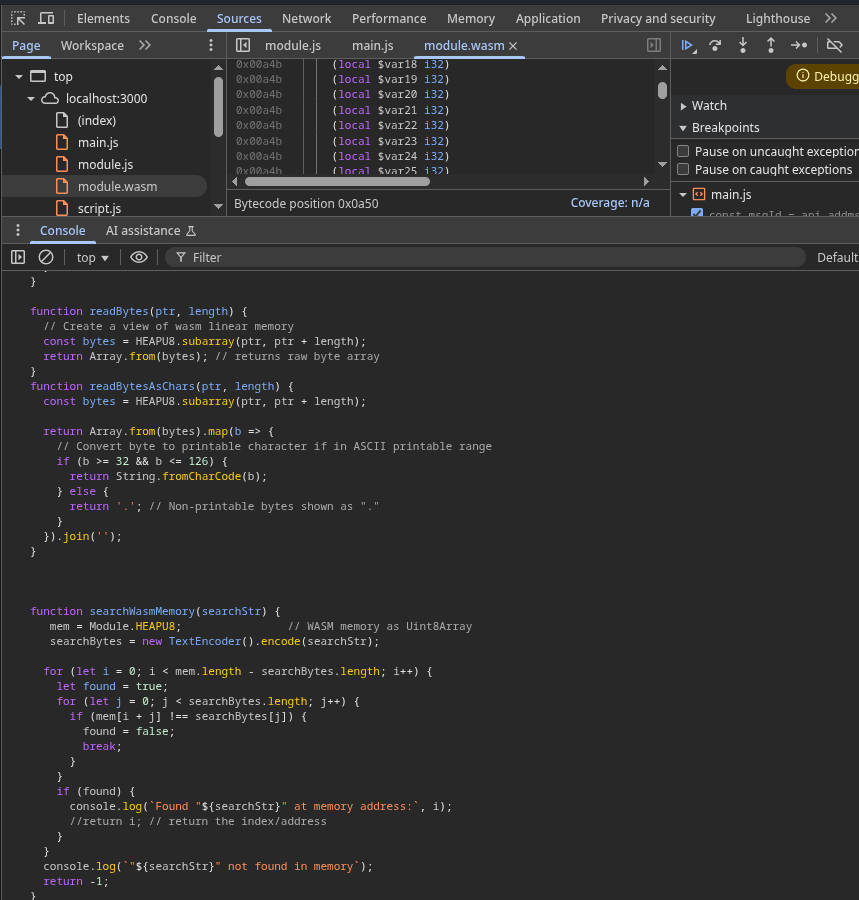 Elements Console Sources Network Performance Memory Application Privacy and security Lighthouse
Page Workspace
module.js main.js module.wasm
top
localhost:3000
(index)
main.js
module.js
module.wasm
script.js
0x00a4b (local $var18 i32)
0x00a4b (local $var19 i32)
0x00a4b (local $var20 i32)
0x00a4b (local $var21 i32)
0x00a4b (local $var22 i32)
0x00a4b (local $var23 i32)
0x00a4b (local $var24 i32)
0x00a4b (local $var25 i32)
Bytecode position 0x0a50 Coverage: n/a
Debugg
Watch
Breakpoints
Pause on uncaught exception
Pause on caught exceptions
main.js
const msgId = api.addms
Console AI assistance
top Filter Default
}
function readBytes(ptr, length) {
// Create a view of wasm linear memory
const bytes = HEAPU8.subarray(ptr, ptr + length);
return Array.from(bytes); // returns raw byte array
}
function readBytesAsChars(ptr, length) {
const bytes = HEAPU8.subarray(ptr, ptr + length);
return Array.from(bytes).map(b => {
// Convert byte to printable character if in ASCII printable range
if (b >= 32 && b <= 126) {
return String.fromCharCode(b);
} else {
return '.'; // Non-printable bytes shown as "."
}
}).join('');
}
function searchWasmMemory(searchStr) {
mem = Module.HEAPU8; // WASM memory as Uint8Array
searchBytes = new TextEncoder().encode(searchStr);
for (let i = 0; i < mem.length - searchBytes.length; i++) {
let found = true;
for (let j = 0; j < searchBytes.length; j++) {
if (mem[i + j] !== searchBytes[j]) {
found = false;
break;
}
}
if (found) {
console.log(`Found "${searchStr}" at memory address:`, i);
//return i; // return the index/address
}
}
console.log(`"${searchStr}" not found in memory`);
return -1;
}